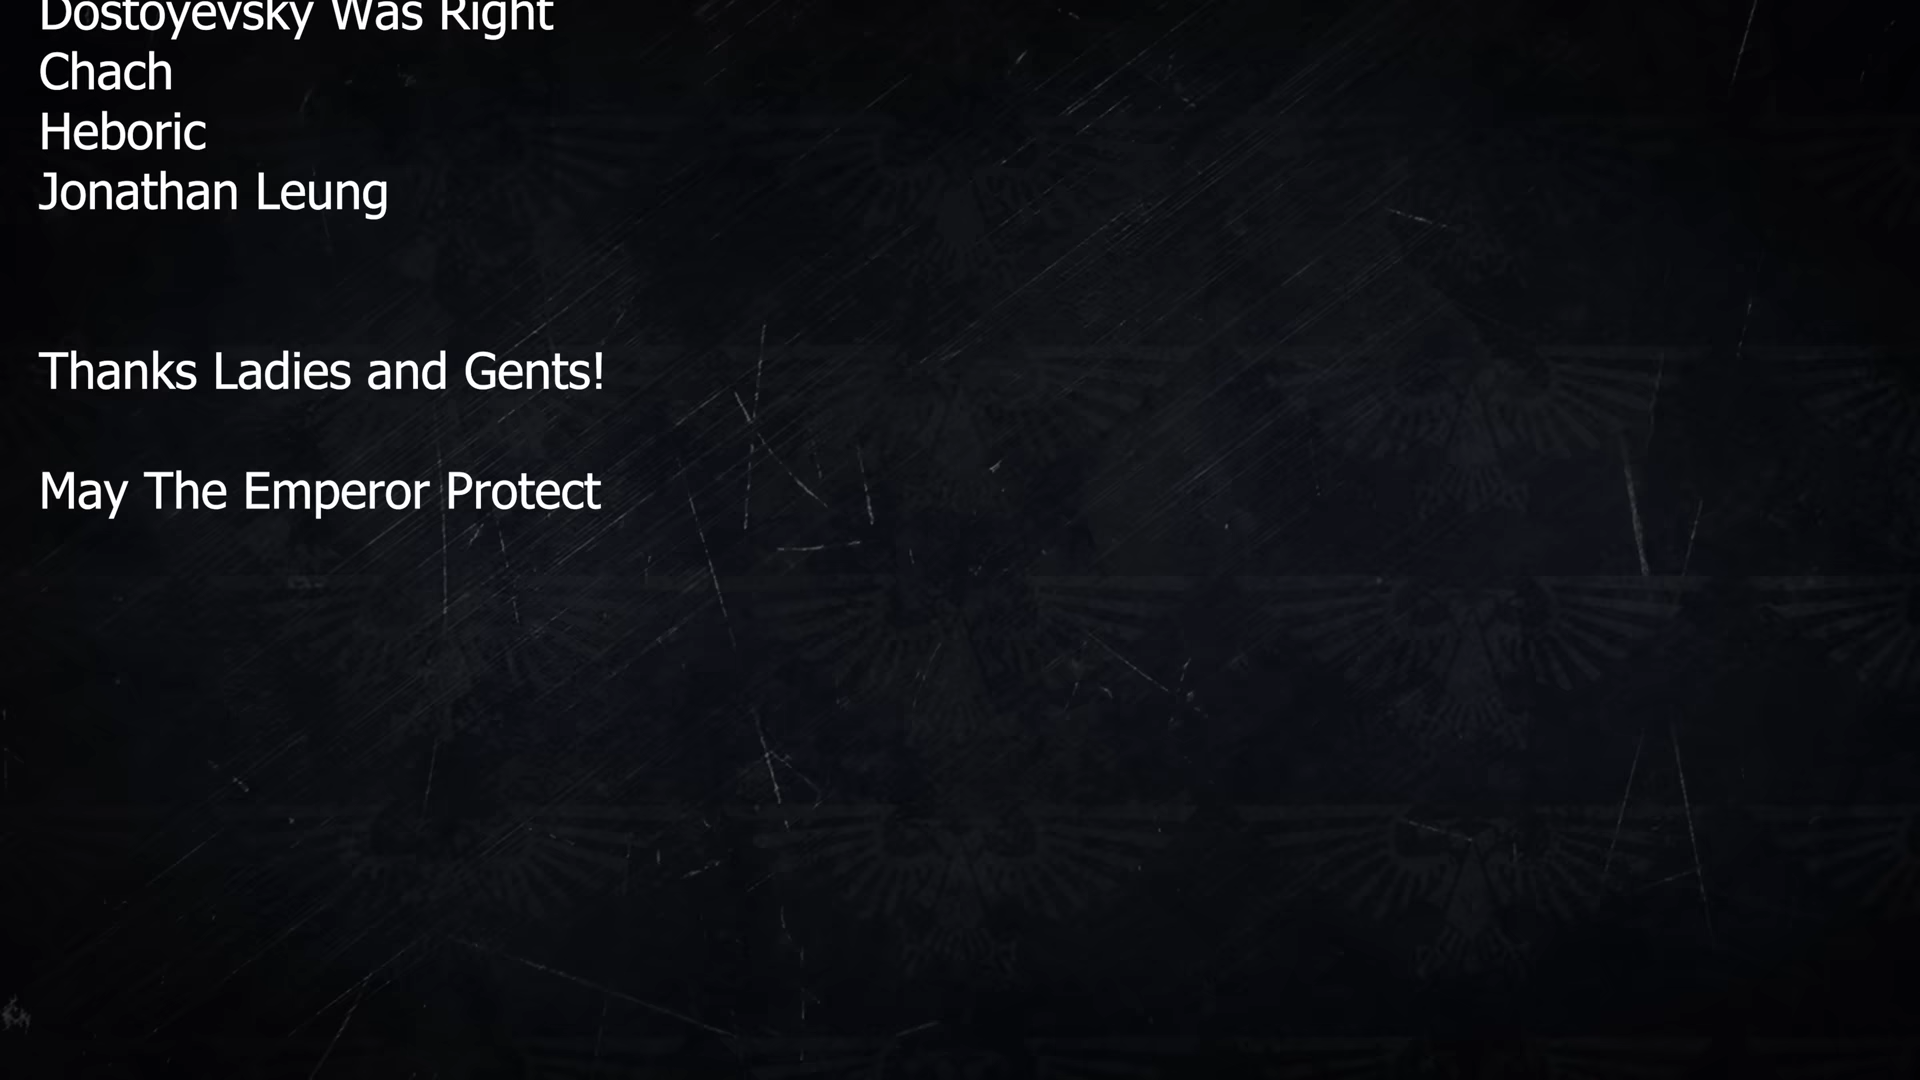 Dostoyevsky Was Right
Chach
Heboric
Jonathan Leung
Thanks Ladies and Gents!
May The Emperor Protect